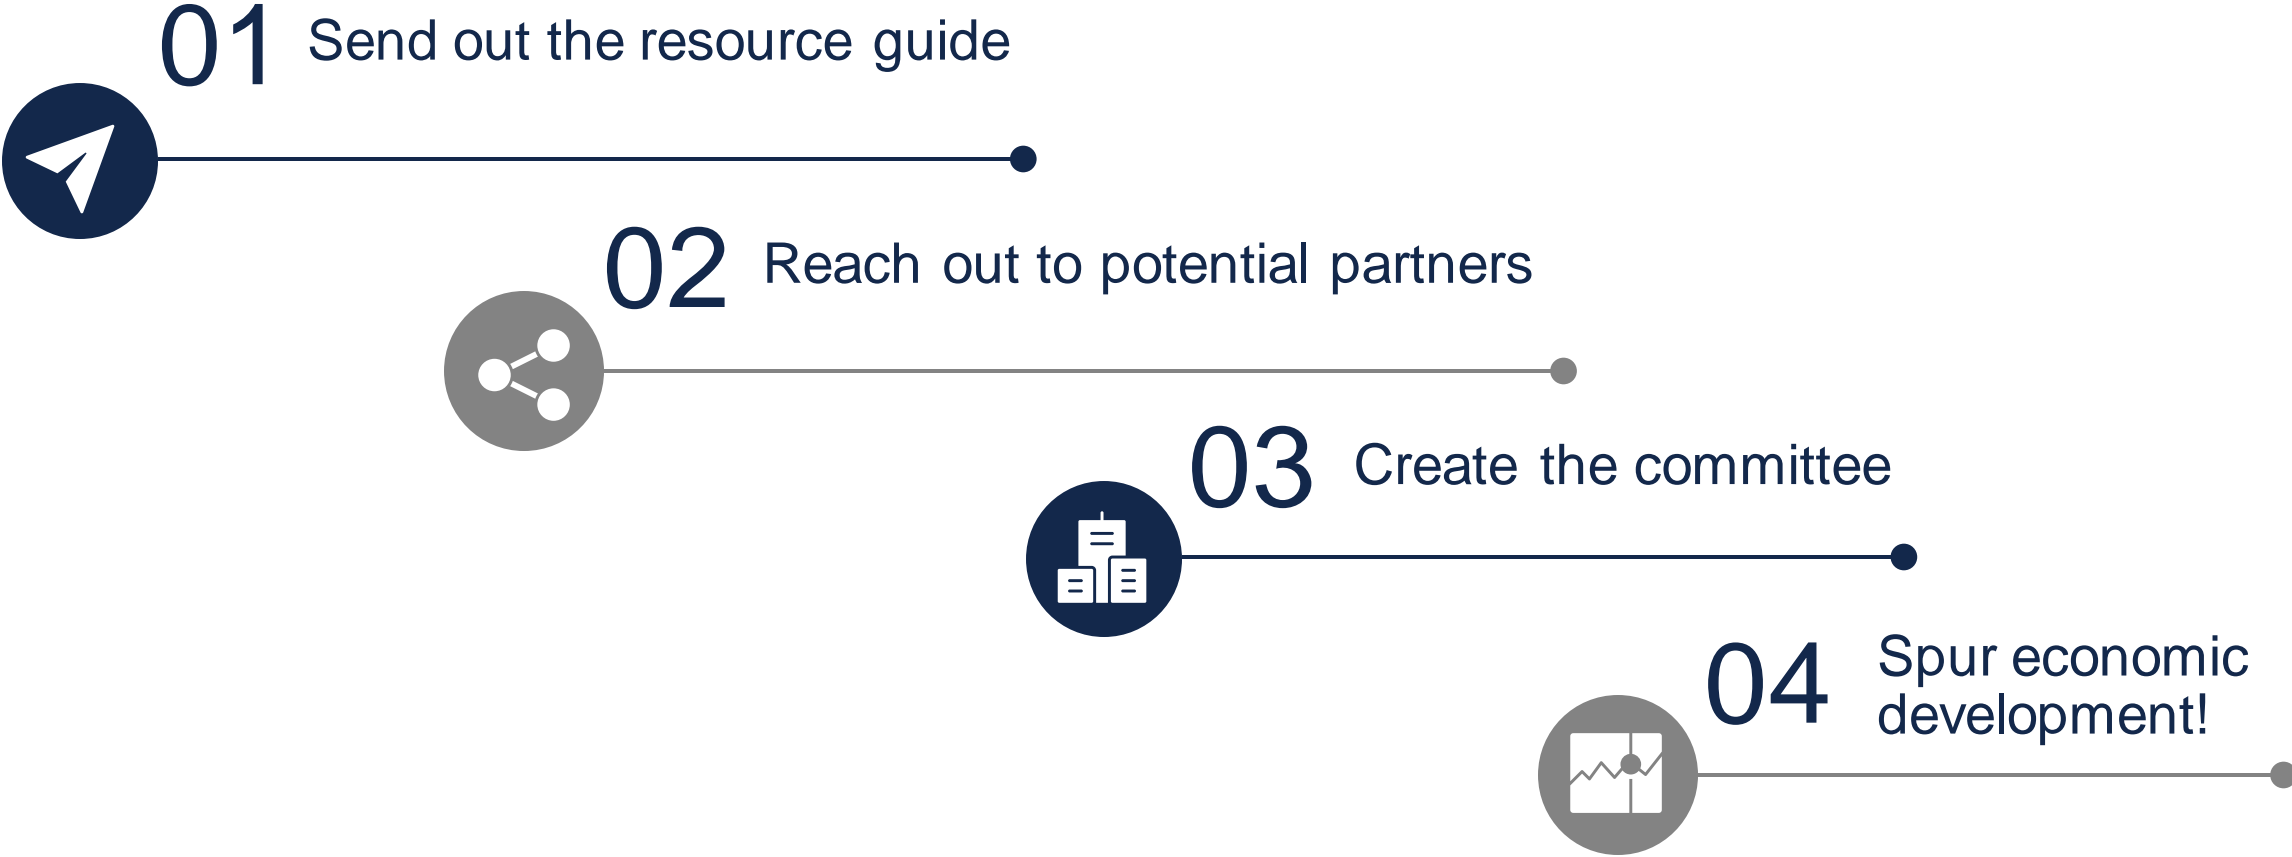 01 Send out the resource guide
02 Reach out to potential partners
03 Create the committee
04 Spur economic
development!